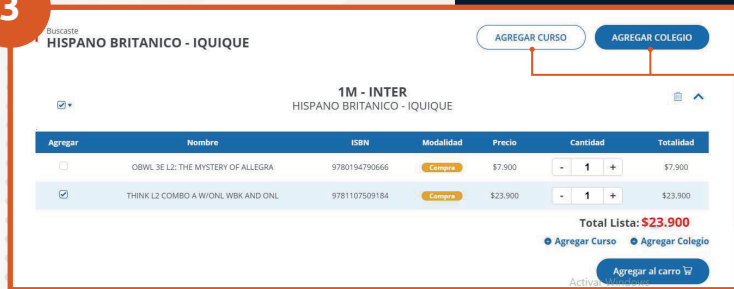 3
Buscaste
HISPANO BRITANICO - IQUIQUE
AGREGAR CURSO
AGREGAR COLEGIO
1M - INTER
HISPANO BRITANICO - IQUIQUE
Agregar Nombre ISBN Modalidad Precio Cantidad Totalidad
OBWL 3E L2: THE MYSTERY OF ALLEGRA 9780194790666 Compra $7.900 - 1 + $7.900
THINK L2 COMBO A W/ONL WBK AND ONL 9781107509184 Compra $23.900 - 1 + $23.900
Total Lista: $23.900
Agregar Curso Agregar Colegio
Agregar al carro
Activar Windows